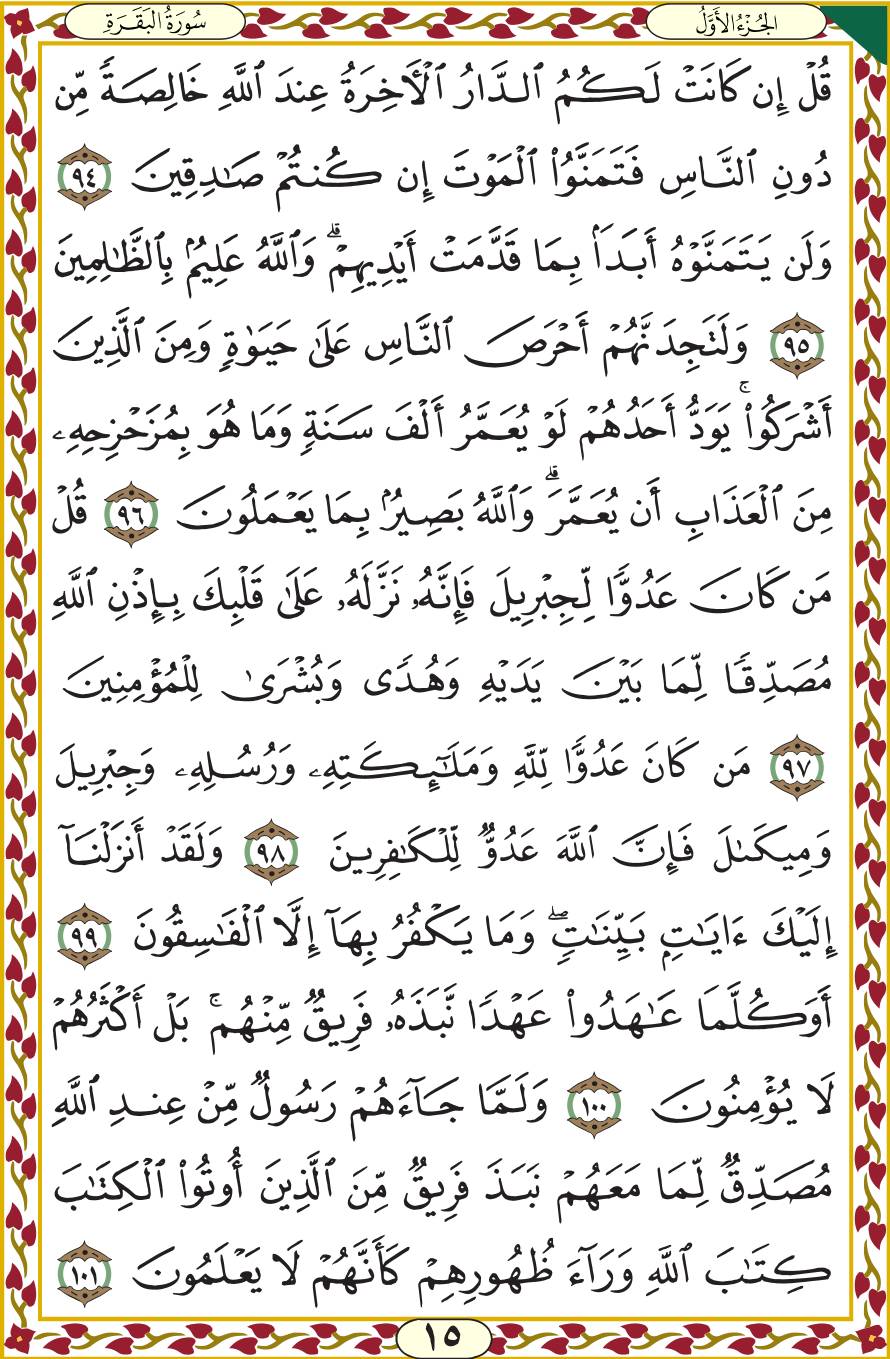 الجُزْءُ الأَوَّلُ
سُورَةُ البَقَرَةِ
قُلْ إِن كَانَتْ لَكُمُ ٱلدَّارُ ٱلْأَخِرَةُ عِندَ ٱللَّهِ خَالِصَةً مِّن
دُونِ ٱلنَّاسِ فَتَمَنَّوُا۟ ٱلْمَوْتَ إِن كُنتُمْ صَٰدِقِينَ ٩٤
وَلَن يَتَمَنَّوْهُ أَبَدًۢا بِمَا قَدَّمَتْ أَيْدِيهِمْ ۗ وَٱللَّهُ عَلِيمٌۢ بِٱلظَّٰلِمِينَ
٩٥ وَلَتَجِدَنَّهُمْ أَحْرَصَ ٱلنَّاسِ عَلَىٰ حَيَوٰةٍ وَمِنَ ٱلَّذِينَ
أَشْرَكُوا۟ ۚ يَوَدُّ أَحَدُهُمْ لَوْ يُعَمَّرُ أَلْفَ سَنَةٍ وَمَا هُوَ بِمُزَحْزِحِهِۦ
مِنَ ٱلْعَذَابِ أَن يُعَمَّرَ ۗ وَٱللَّهُ بَصِيرٌۢ بِمَا يَعْمَلُونَ ٩٦ قُلْ
مَن كَانَ عَدُوًّا لِّجِبْرِيلَ فَإِنَّهُۥ نَزَّلَهُۥ عَلَىٰ قَلْبِكَ بِإِذْنِ ٱللَّهِ
مُصَدِّقًا لِّمَا بَيْنَ يَدَيْهِ وَهُدًى وَبُشْرَىٰ لِلْمُؤْمِنِينَ
٩٧ مَن كَانَ عَدُوًّا لِّلَّهِ وَمَلَٰٓئِكَتِهِۦ وَرُسُلِهِۦ وَجِبْرِيلَ
وَمِيكَىٰلَ فَإِنَّ ٱللَّهَ عَدُوٌّ لِّلْكَٰفِرِينَ ٩٨ وَلَقَدْ أَنزَلْنَآ
إِلَيْكَ ءَايَٰتٍۭ بَيِّنَٰتٍ ۖ وَمَا يَكْفُرُ بِهَآ إِلَّا ٱلْفَٰسِقُونَ ٩٩
أَوَكُلَّمَا عَٰهَدُوا۟ عَهْدًا نَّبَذَهُۥ فَرِيقٌ مِّنْهُم ۚ بَلْ أَكْثَرُهُمْ
لَا يُؤْمِنُونَ ١٠٠ وَلَمَّا جَآءَهُمْ رَسُولٌ مِّنْ عِندِ ٱللَّهِ
مُصَدِّقٌ لِّمَا مَعَهُمْ نَبَذَ فَرِيقٌ مِّنَ ٱلَّذِينَ أُوتُوا۟ ٱلْكِتَٰبَ
كِتَٰبَ ٱللَّهِ وَرَآءَ ظُهُورِهِمْ كَأَنَّهُمْ لَا يَعْلَمُونَ ١٠١
١٥